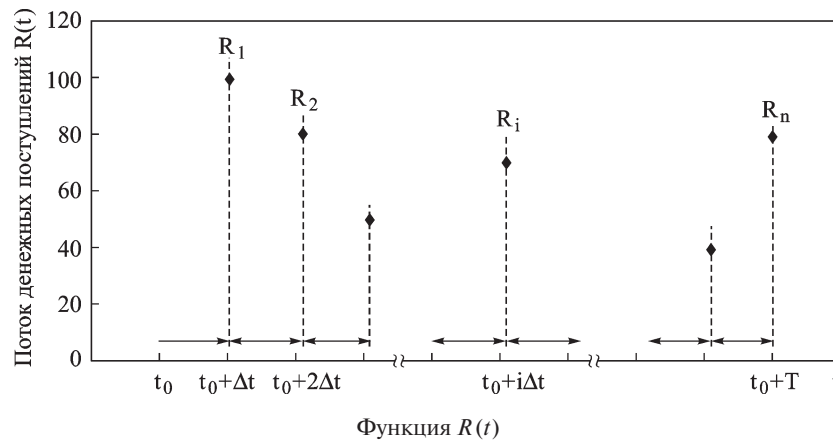 Поток денежных поступлений R(t)
120
100
80
60
40
20
0
R1
R2
Ri
Rn
t0 t0+Δt t0+2Δt t0+iΔt t0+T
Функция R(t)